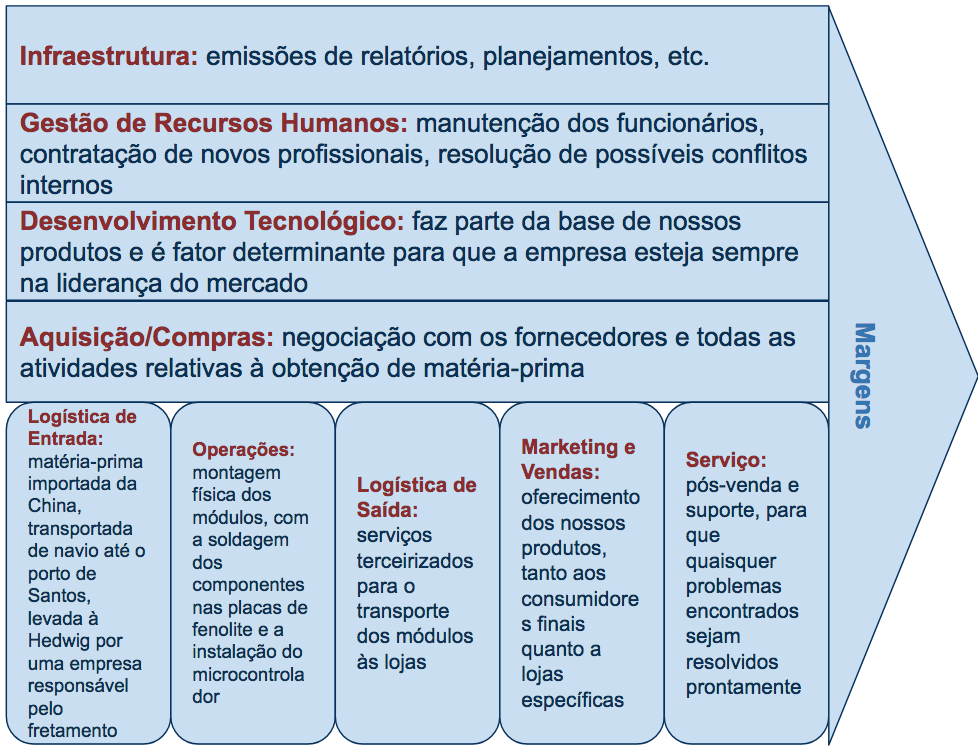 Infraestrutura: emissões de relatórios, planejamentos, etc.
Gestão de Recursos Humanos: manutenção dos funcionários,
contratação de novos profissionais, resolução de possíveis conflitos
internos
Desenvolvimento Tecnológico: faz parte da base de nossos
produtos e é fator determinante para que a empresa esteja sempre
na liderança do mercado
Aquisição/Compras: negociação com os fornecedores e todas as
atividades relativas à obtenção de matéria-prima
Logística de
Entrada:
matéria-prima
importada da
China,
transportada
de navio até o
porto de
Santos,
levada à
Hedwig por
uma empresa
responsável
pelo
fretamento
Operações:
montagem
física dos
módulos, com
a soldagem
dos
componentes
nas placas de
fenolite e a
instalação do
microcontrola
dor
Logística de
Saída:
serviços
terceirizados
para o
transporte
dos módulos
às lojas
Marketing e
Vendas:
oferecimento
dos nossos
produtos,
tanto aos
consumidore
s finais
quanto a
lojas
específicas
Serviço:
pós-venda e
suporte, para
que
quaisquer
problemas
encontrados
sejam
resolvidos
prontamente
Margens